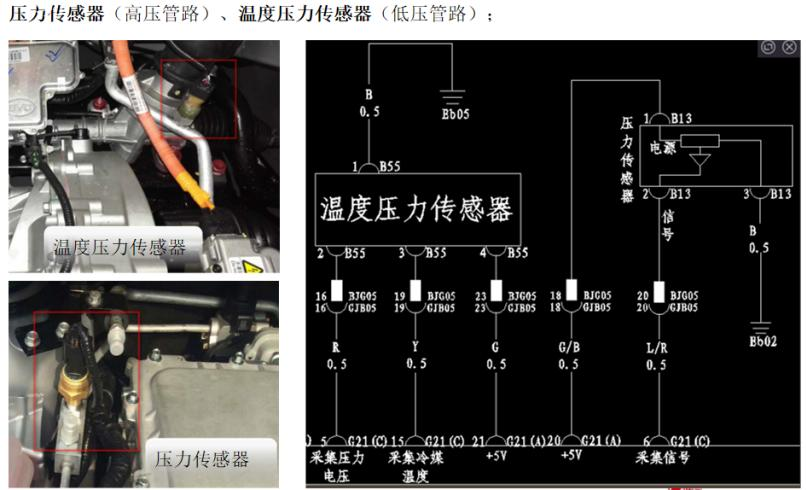 压力传感器（高压管路）、温度压力传感器（低压管路）；
温度压力传感器
压力传感器
B
0.5
Eb05
1 B55
温度压力传感器
2 B55
3 B55
4 B55
16 BJG05
16 GJB05
19 BJG05
19 GJB05
23 BJG05
23 GJB05
18 BJG05
18 GJB05
20 BJG05
20 GJB05
R
0.5
Y
0.5
G
0.5
G/B
0.5
L/R
0.5
1 B13
压力传感器
电源
2 B13
3 B13
信号
B
0.5
Eb02
5 G21(C)
15 G21(C)
21 G21(A)
20 G21(A)
6 G21(C)
采集压力
电压
采集冷媒
温度
+5V
+5V
采集信号